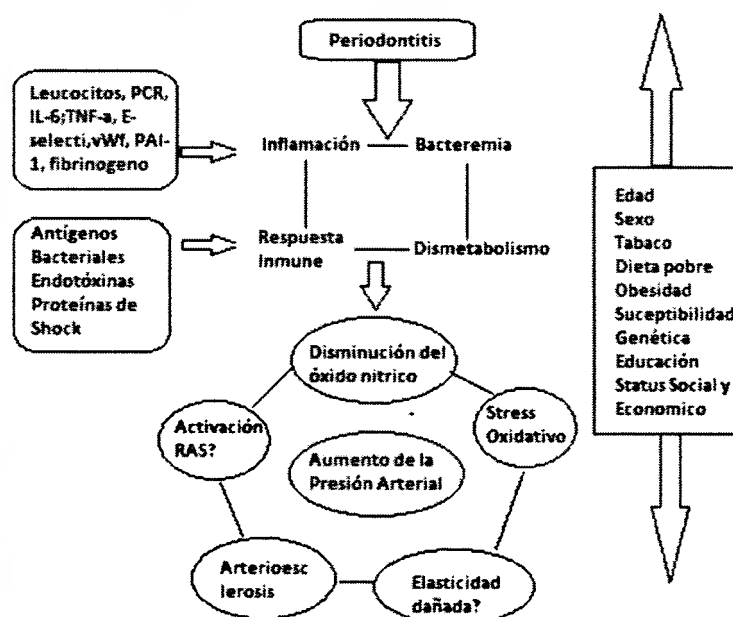 Periodontitis
Leucocitos, PCR,
IL-6;TNF-a, E-
selecti,vWf, PAI-
1, fibrinogeno
Inflamación
Bacteremia
Antígenos
Bacteriales
Endotóxinas
Proteínas de
Shock
Respuesta
Inmune
Dismetabolismo
Disminución del
óxido nitrico
Activación
RAS?
Stress
Oxidativo
Aumento de la
Presión Arterial
Arterioesc
lerosis
Elasticidad
dañada?
Edad
Sexo
Tabaco
Dieta pobre
Obesidad
Suceptibilidad
Genética
Educación
Status Social y
Economico